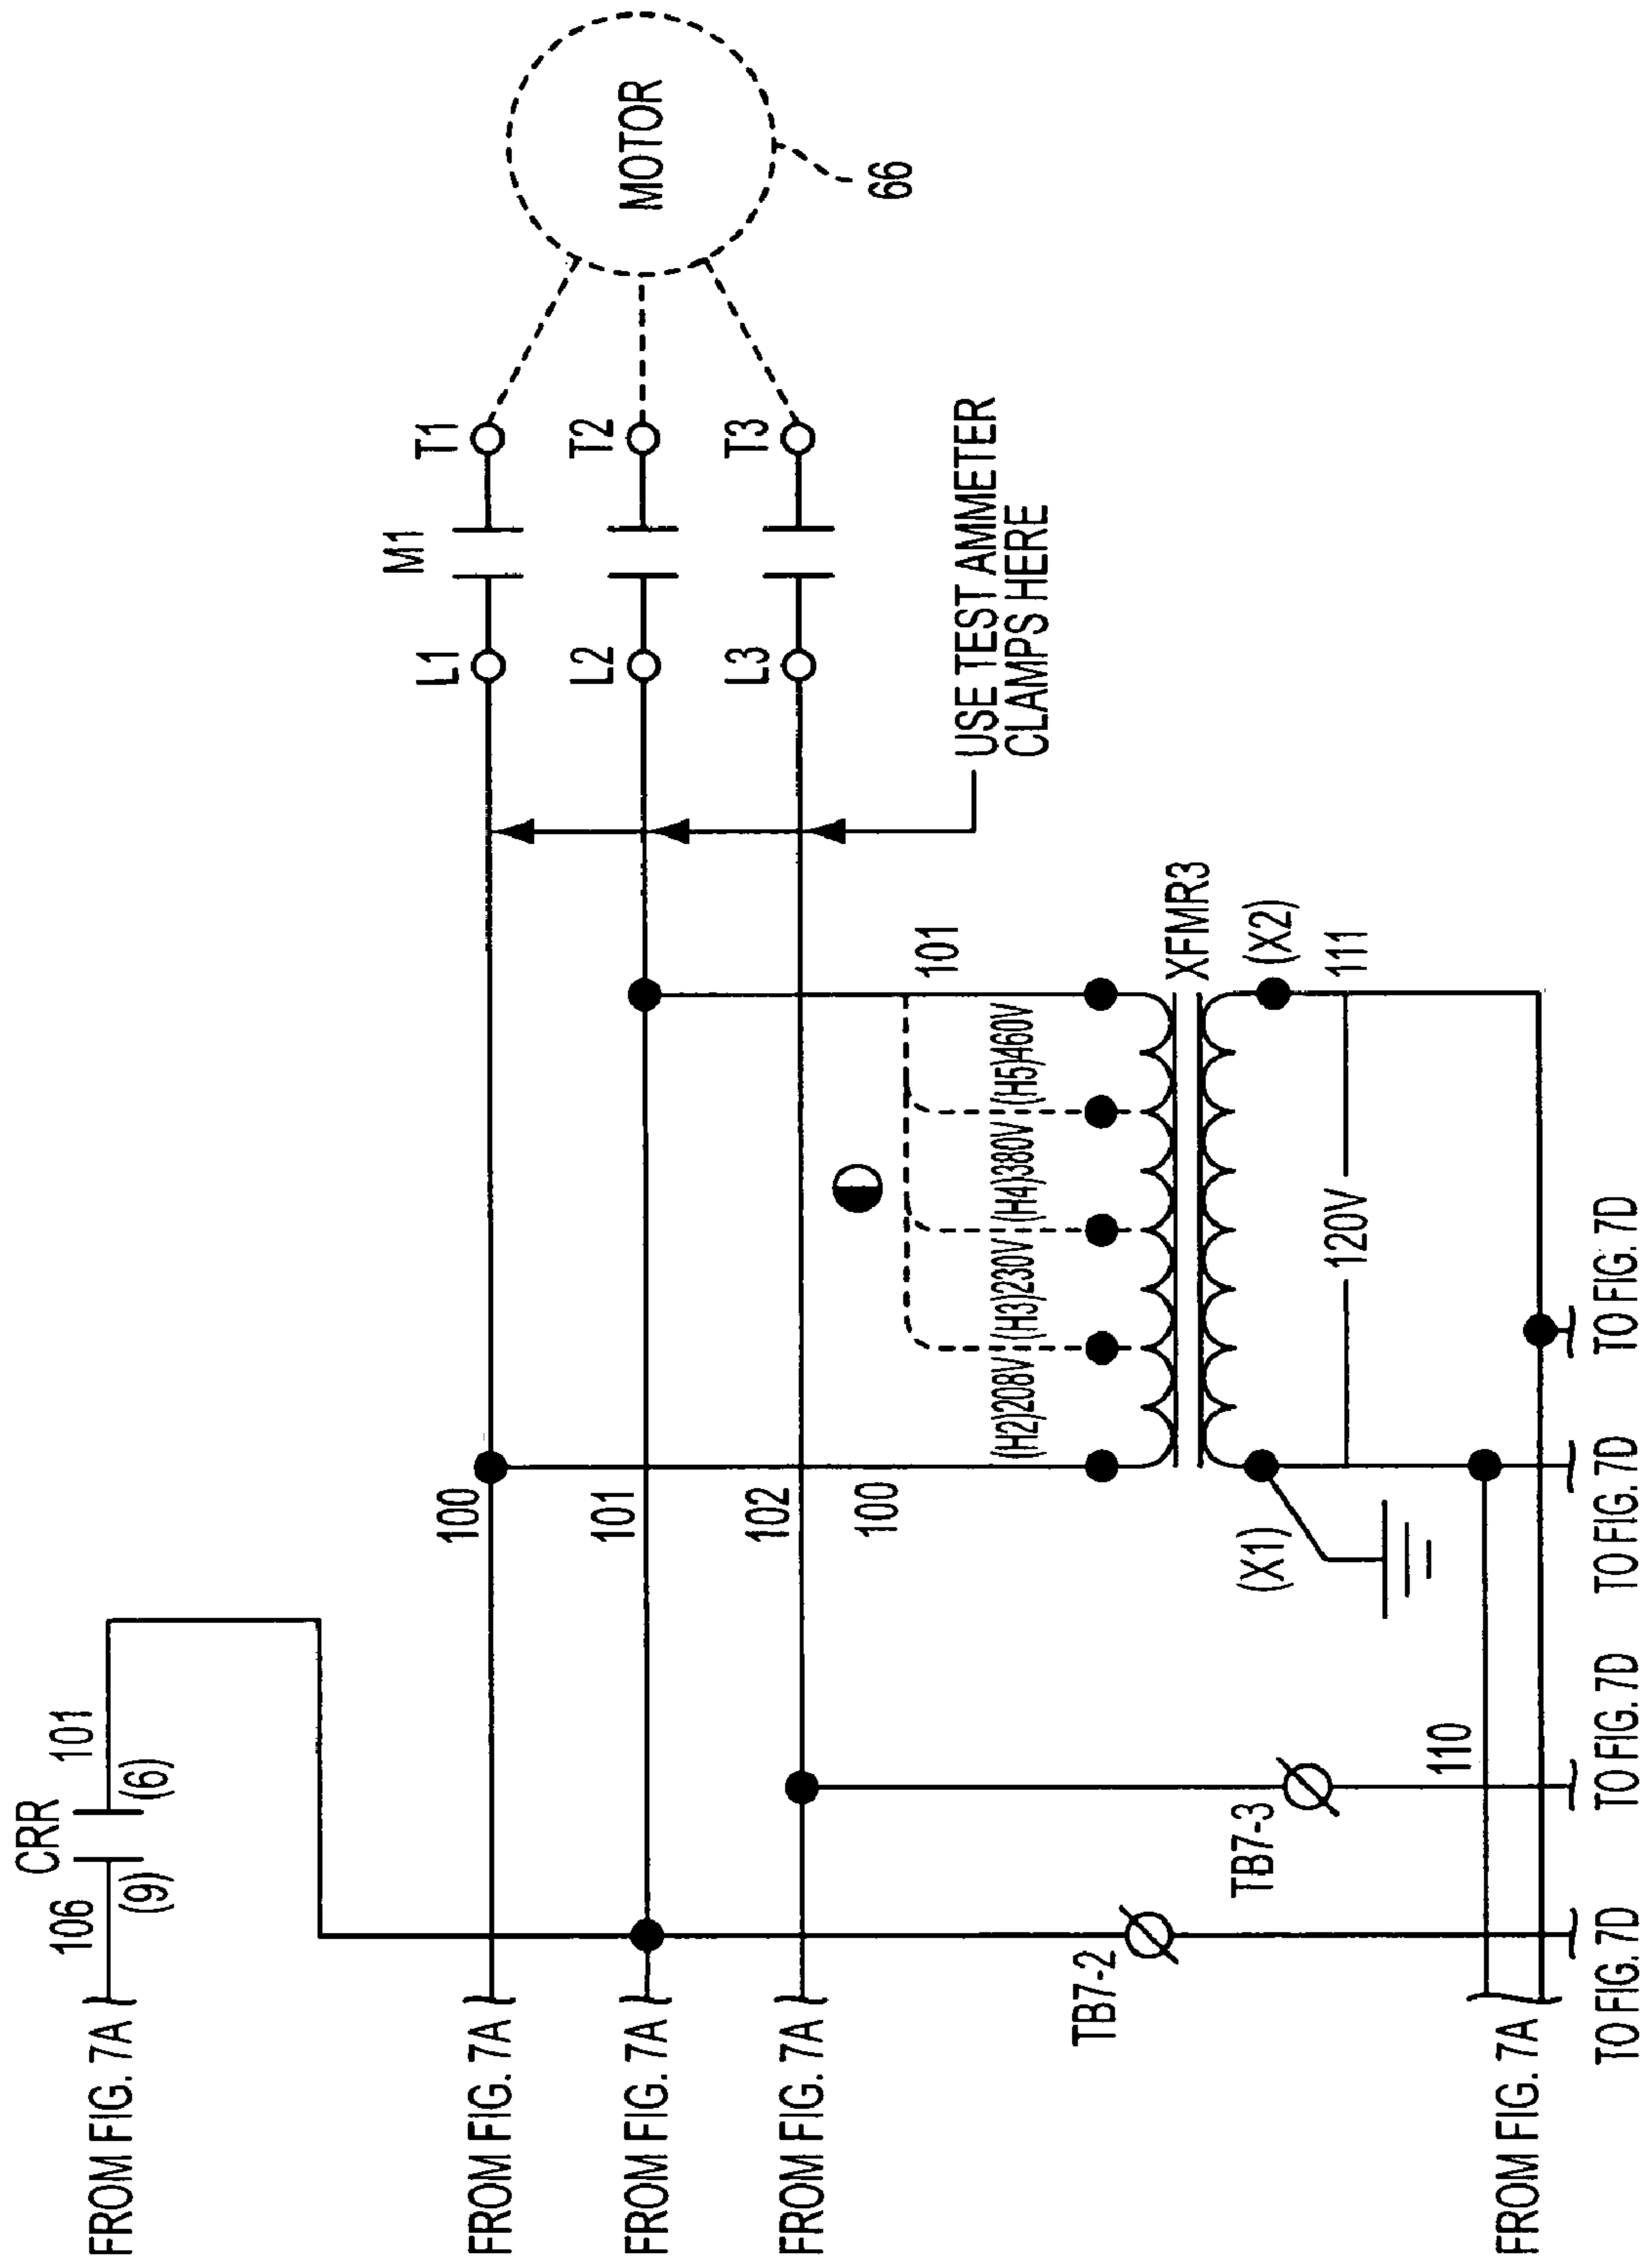 FROM FIG. 7A
106
CRR
101
(9)
(6)
FROM FIG. 7A
100
L1
M1
T1
FROM FIG. 7A
101
L2
T2
MOTOR
FROM FIG. 7A
102
L3
T3
66
100
101
USE TEST AMMETER
CLAMPS HERE
(H2)208V
(H3)230V
(H4)380V
(H5)460V
TB7-2
TB7-3
XFMR3
(X1)
(X2)
120V
111
110
FROM FIG. 7A
TO FIG. 7D
TO FIG. 7D
TO FIG. 7D
TO FIG. 7D